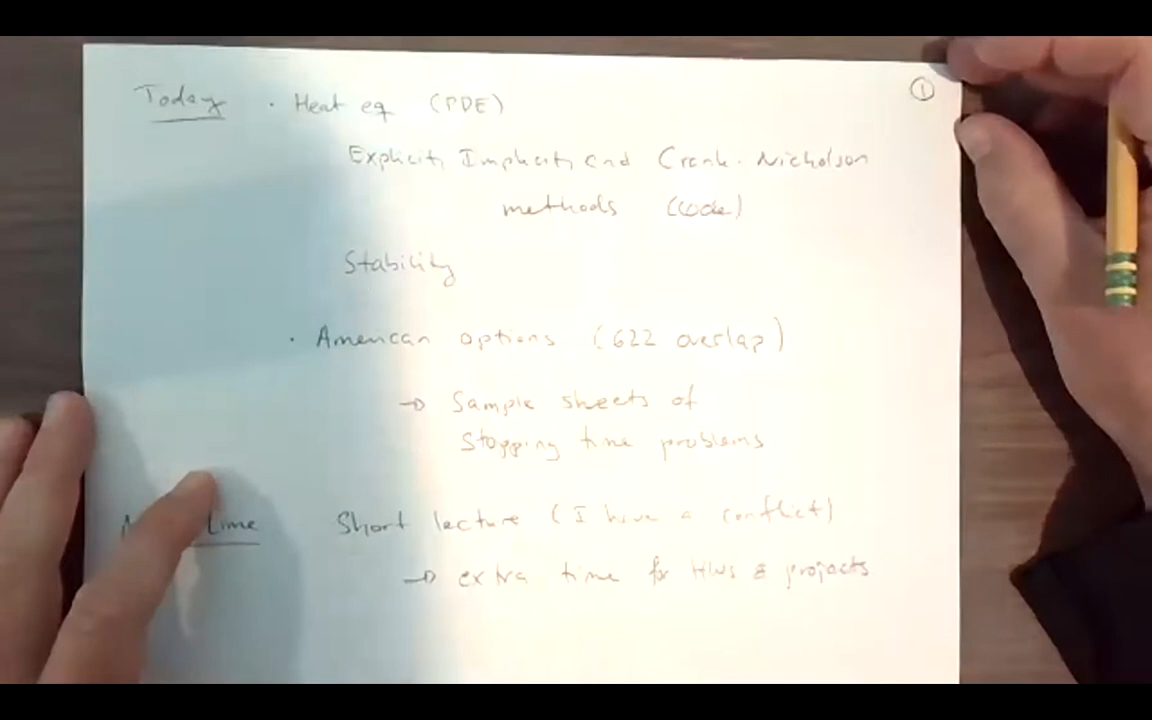 Today · Heat eq (PDE) ①
Explicit, Implicit, and Crank-Nicholson
methods (code)
Stability
· American options (622 overlap)
→ Sample sheets of
stopping time problems
time Short lecture (I have a conflict)
→ extra time for HWs & projects